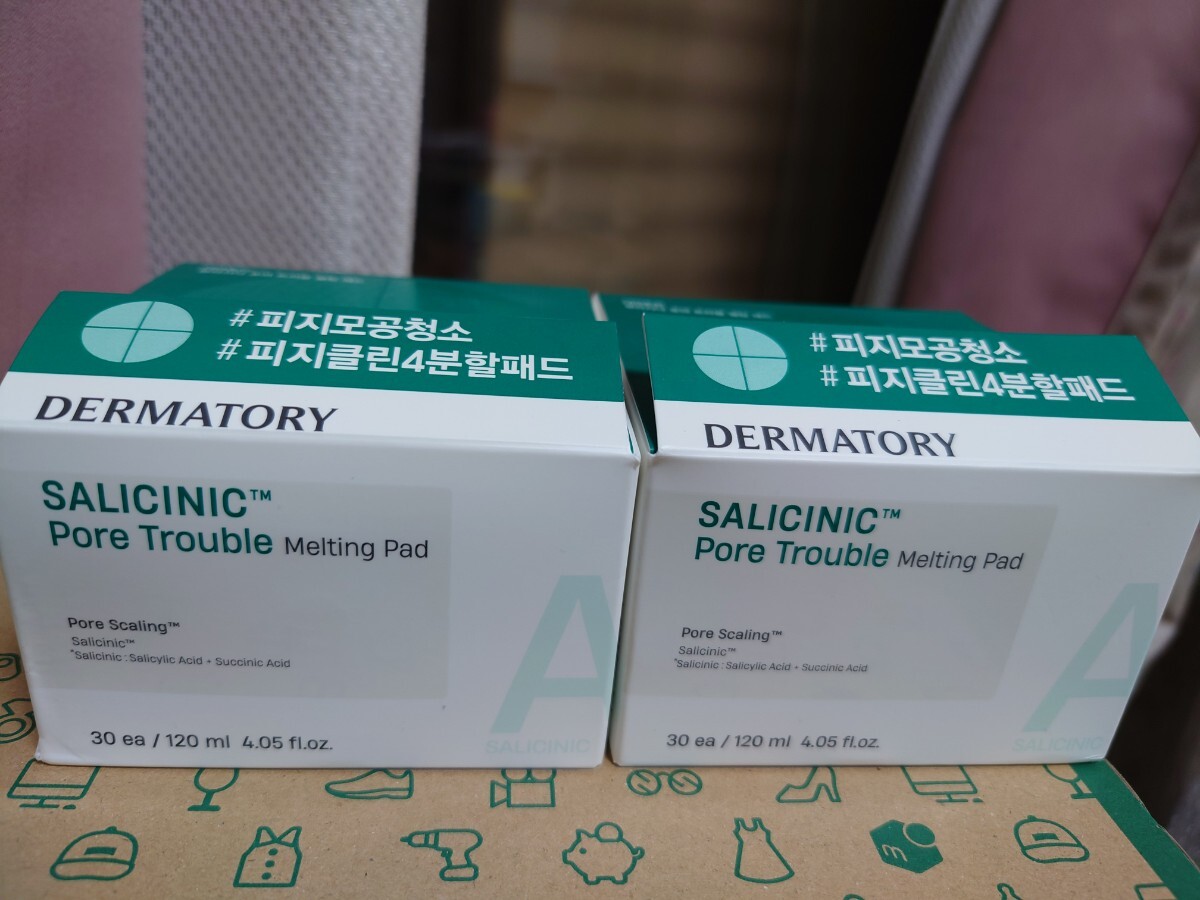 #피지모공청소
#피지클린4분할패드
DERMATORY
SALICINIC™
Pore Trouble Melting Pad
Pore Scaling™
Salicinic™
*Salicinic : Salicylic Acid + Succinic Acid
30 ea / 120 ml 4.05 fl.oz.
A
SALICINIC
#피지모공청소
#피지클린4분할패드
DERMATORY
SALICINIC™
Pore Trouble Melting Pad
Pore Scaling™
Salicinic™
*Salicinic : Salicylic Acid + Succinic Acid
30 ea / 120 ml 4.05 fl.oz.
A
SALICINIC
m